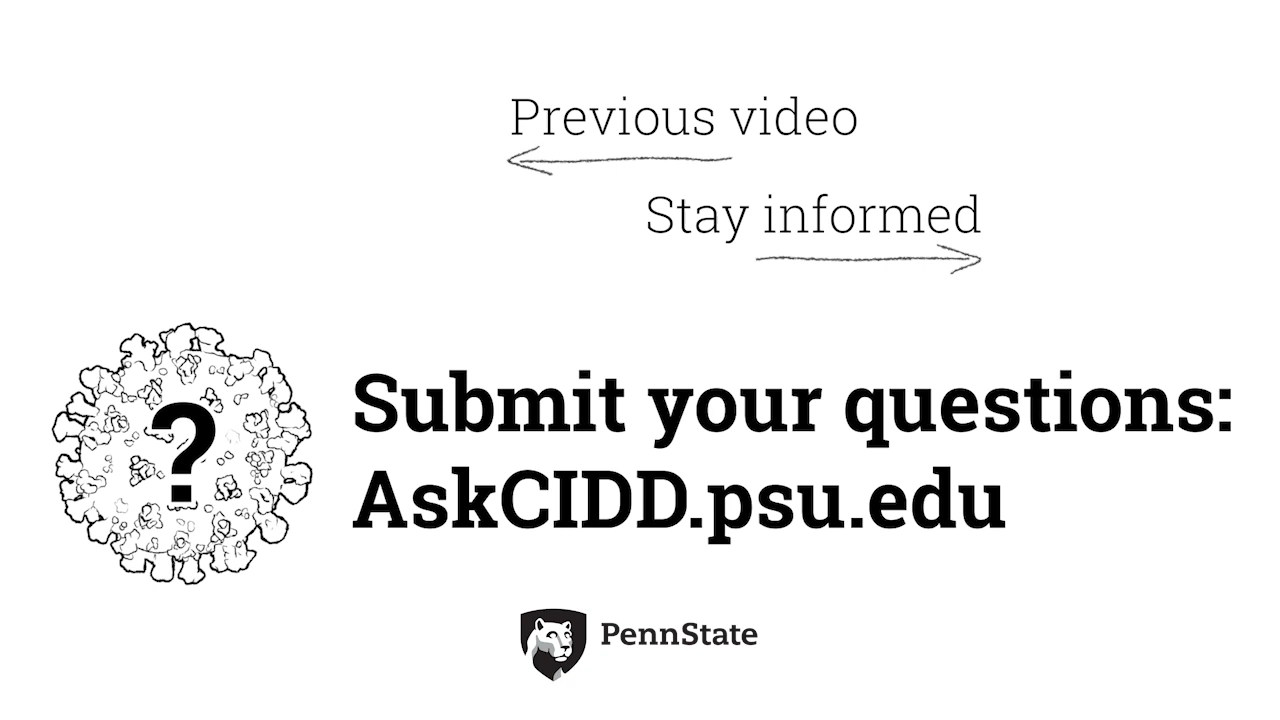 Previous video
Stay informed
?
Submit your questions:
AskCIDD.psu.edu
PennState